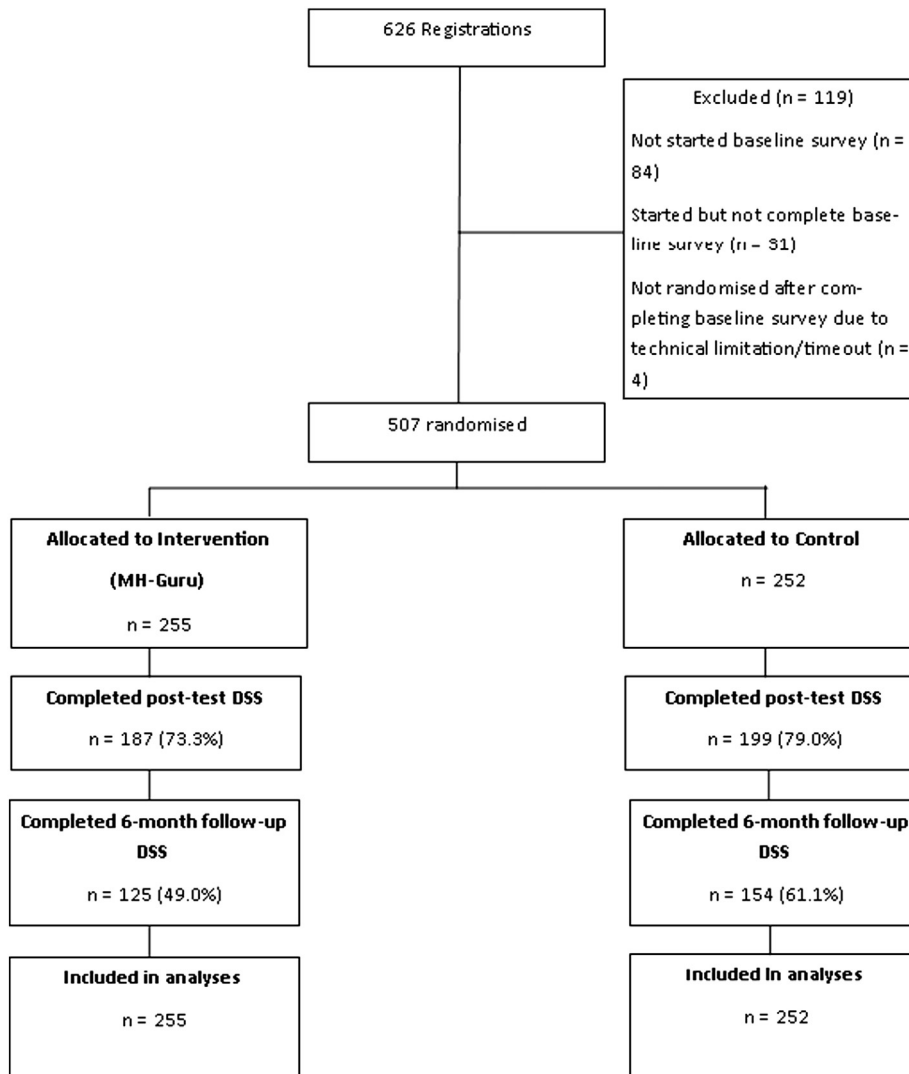 626 Registrations
Excluded (n = 119)
Not started baseline survey (n =
84)
Started but not complete base-
line survey (n = 31)
Not randomised after com-
pleting baseline survey due to
technical limitation/timeout (n =
4)
507 randomised
Allocated to Intervention
(MH-Guru)
n = 255
Allocated to Control
n = 252
Completed post-test DSS
n = 187 (73.3%)
Completed post-test DSS
n = 199 (79.0%)
Completed 6-month follow-up
DSS
n = 125 (49.0%)
Completed 6-month follow-up
DSS
n = 154 (61.1%)
Included in analyses
n = 255
Included in analyses
n = 252